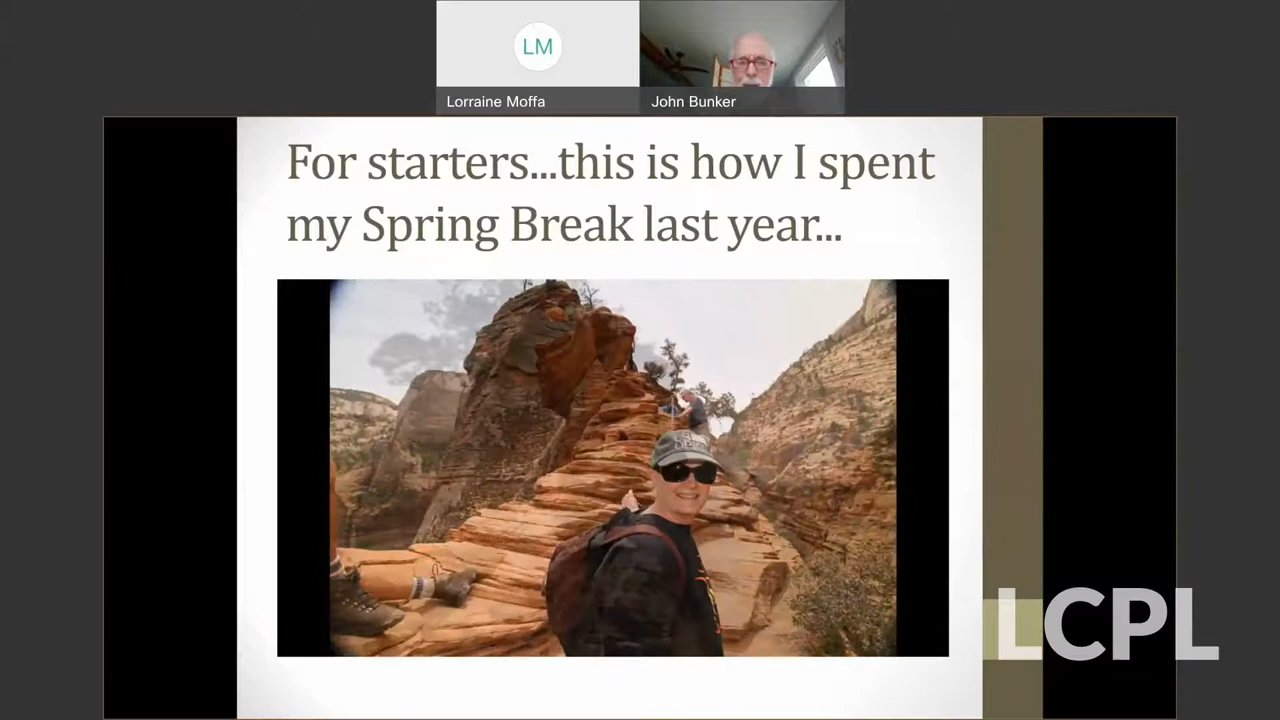 LM
Lorraine Moffa
John Bunker
For starters...this is how I spent
my Spring Break last year...
LCPL